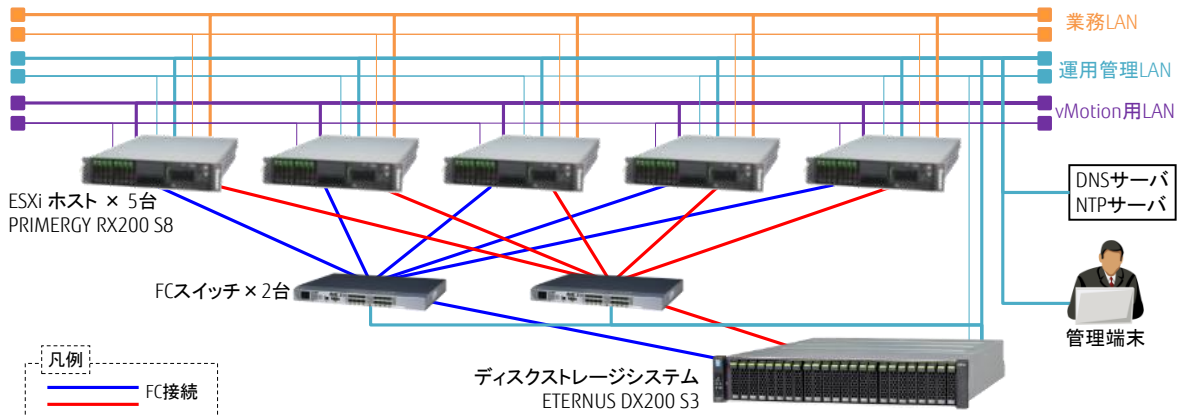 業務LAN
運用管理LAN
vMotion用LAN
ESXi ホスト × 5台
PRIMERGY RX200 S8
DNSサーバ
NTPサーバ
FCスイッチ×2台
管理端末
凡例
FC接続
ディスクストレージシステム
ETERNUS DX200 S3